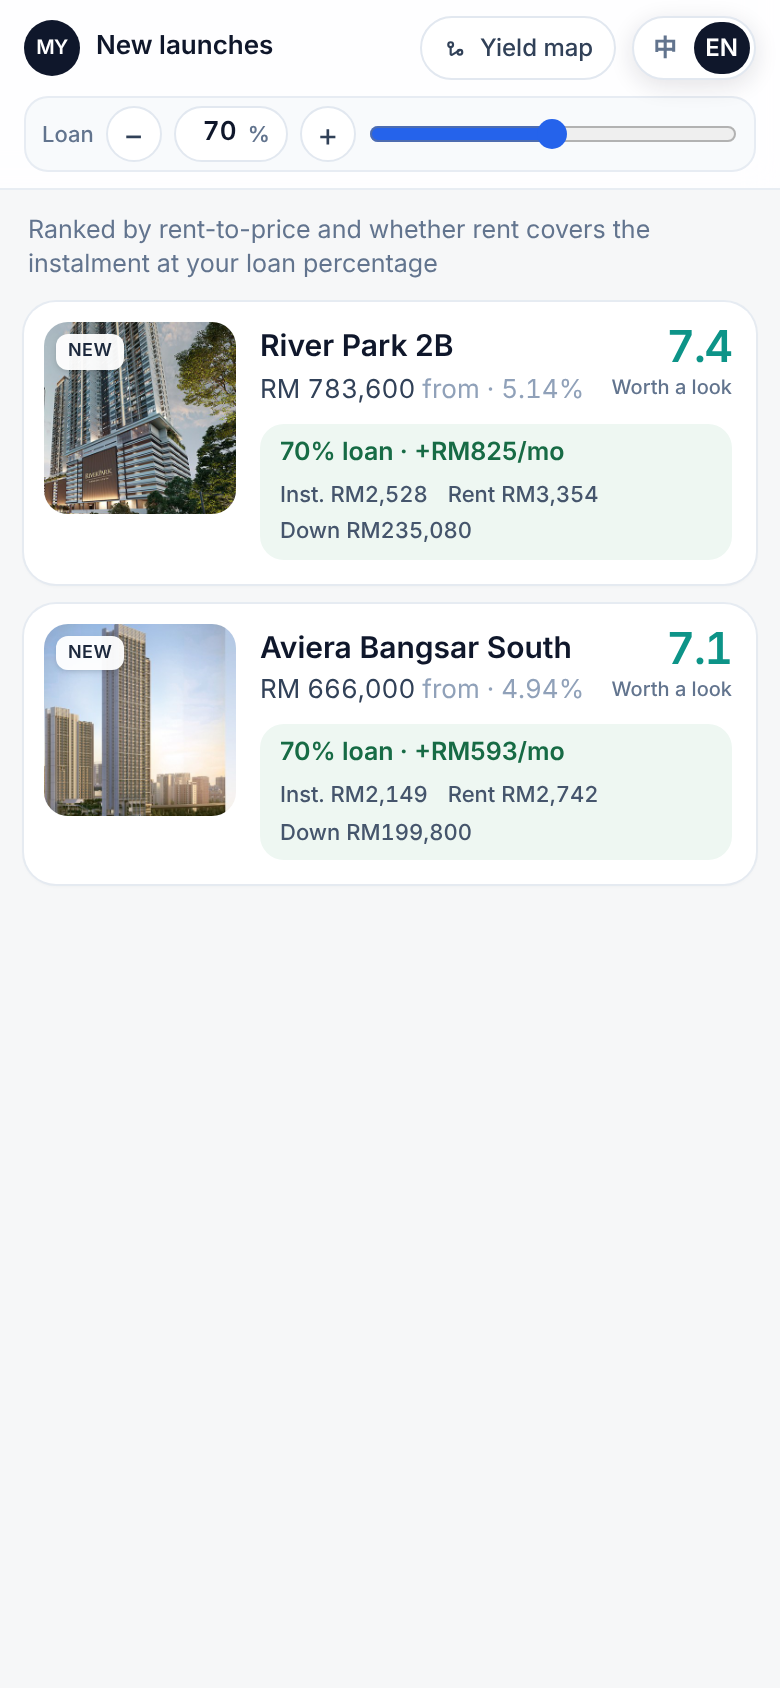 MY New launches Yield map 中 EN
Loan − 70 % +
Ranked by rent-to-price and whether rent covers the
instalment at your loan percentage
NEW
RIVERPARK
River Park 2B 7.4
RM 783,600 from · 5.14% Worth a look
70% loan · +RM825/mo
Inst. RM2,528 Rent RM3,354
Down RM235,080
NEW
Aviera Bangsar South 7.1
RM 666,000 from · 4.94% Worth a look
70% loan · +RM593/mo
Inst. RM2,149 Rent RM2,742
Down RM199,800